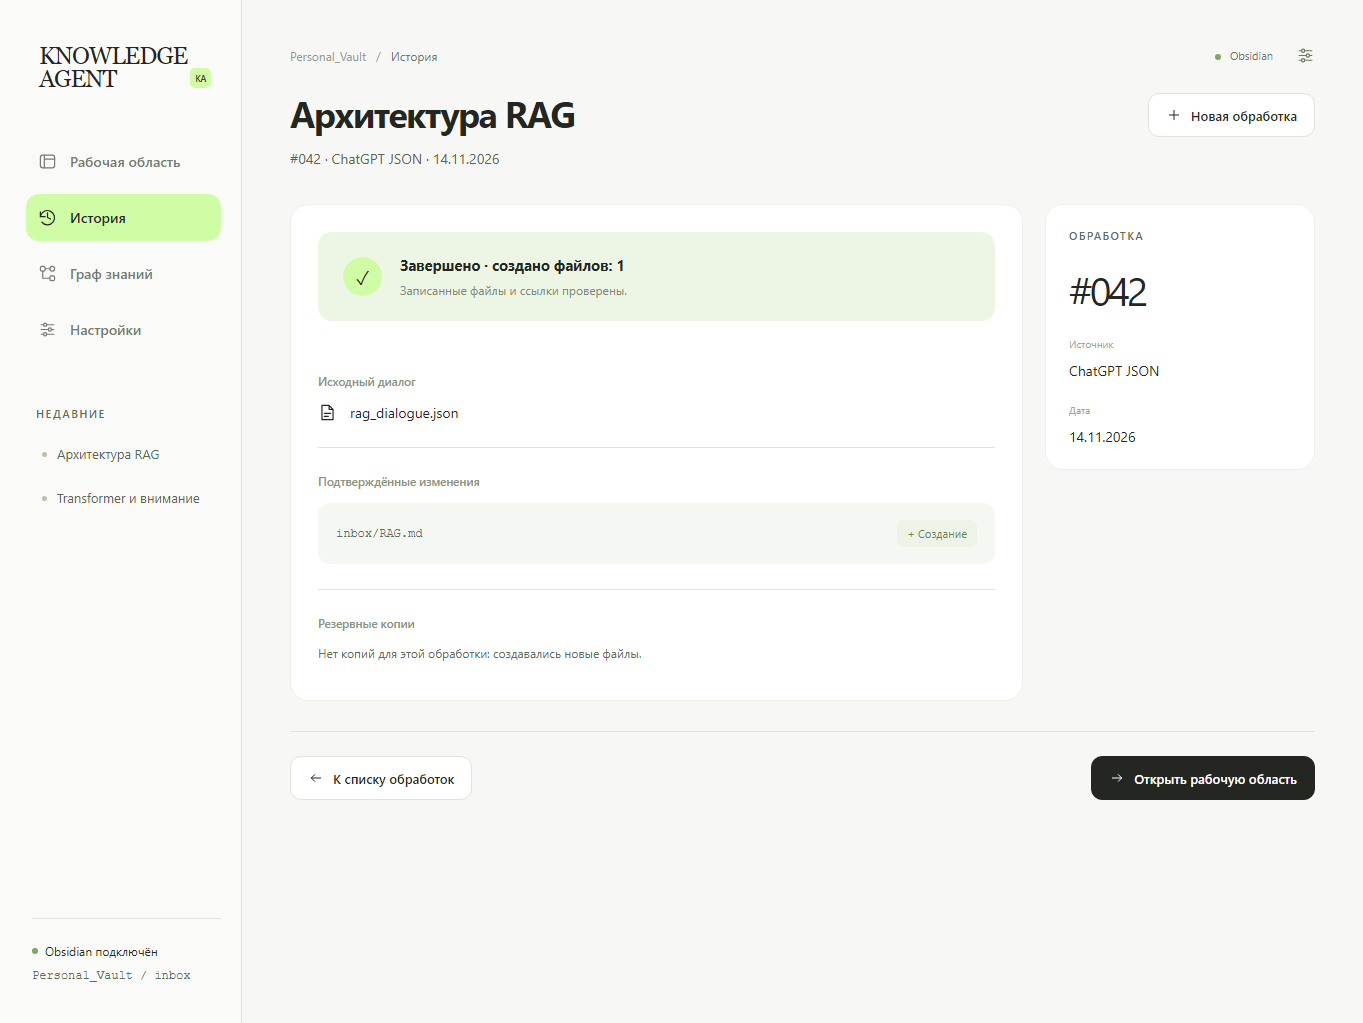 KNOWLEDGE
AGENT
KA
Рабочая область
История
Граф знаний
Настройки
НЕДАВНИЕ
Архитектура RAG
Transformer и внимание
Obsidian подключён
Personal_Vault / inbox
Personal_Vault / История
Obsidian
Архитектура RAG
+ Новая обработка
#042 · ChatGPT JSON · 14.11.2026
✓
Завершено · создано файлов: 1
Записанные файлы и ссылки проверены.
Исходный диалог
rag_dialogue.json
Подтверждённые изменения
inbox/RAG.md
+ Создание
Резервные копии
Нет копий для этой обработки: создавались новые файлы.
ОБРАБОТКА
#042
Источник
ChatGPT JSON
Дата
14.11.2026
← К списку обработок
→ Открыть рабочую область